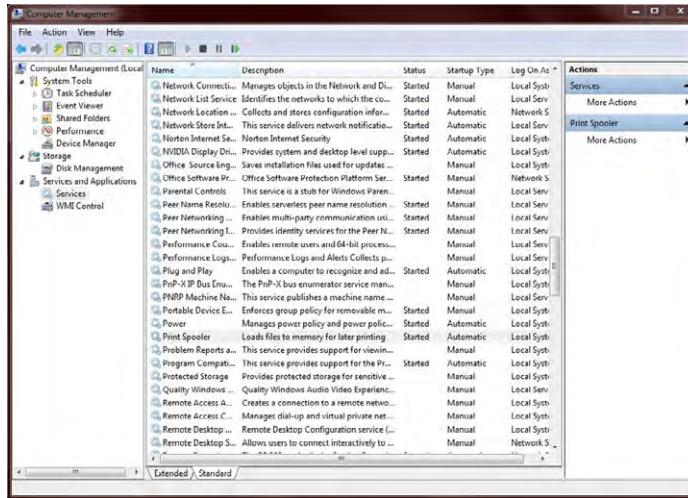 Computer Management
File Action View Help
Computer Management (Local
System Tools
Task Scheduler
Event Viewer
Shared Folders
Performance
Device Manager
Storage
Disk Management
Services and Applications
Services
WMI Control
Name Description Status Startup Type Log On As
Network Connecti... Manages objects in the Network and Di... Started Manual Local Syst
Network List Service Identifies the networks to which the co... Started Manual Local Serv
Network Location ... Collects and stores configuration infor... Started Automatic Network S
Network Store Int... This service delivers network notificatio... Started Automatic Local Serv
Norton Internet Se... Norton Internet Security Started Automatic Local Syst
NVIDIA Display Dri... Provides system and desktop level supp... Started Automatic Local Syst
Office Source Eng... Saves installation files used for updates ... Manual Local Syst
Office Software Pr... Office Software Protection Platform Ser... Started Manual Network S
Parental Controls This service is a stub for Windows Paren... Manual Local Serv
Peer Name Resolu... Enables serverless peer name resolution ... Started Manual Local Serv
Peer Networking ... Enables multi-party communication usi... Started Manual Local Serv
Peer Networking I... Provides identity services for the Peer N... Started Manual Local Serv
Performance Cou... Enables remote users and 64-bit process... Manual Local Serv
Performance Logs... Performance Logs and Alerts Collects p... Manual Local Serv
Plug and Play Enables a computer to recognize and ad... Started Automatic Local Syst
PnP-X IP Bus Enu... The PnP-X bus enumerator service man... Manual Local Syst
PNRP Machine Na... This service publishes a machine name ... Manual Local Serv
Portable Device E... Enforces group policy for removable m... Started Manual Local Syst
Power Manages power policy and power polic... Started Automatic Local Syst
Print Spooler Loads files to memory for later printing Started Automatic Local Syst
Problem Reports a... This service provides support for viewin... Manual Local Syst
Program Compati... This service provides support for the Pr... Started Automatic Local Syst
Protected Storage Provides protected storage for sensitive ... Manual Local Syst
Quality Windows ... Quality Windows Audio Video Experienc... Manual Local Serv
Remote Access A... Creates a connection to a remote netwo... Manual Local Syst
Remote Access C... Manages dial-up and virtual private net... Manual Local Syst
Remote Desktop ... Remote Desktop Configuration service (... Manual Local Syst
Remote Desktop S... Allows users to connect interactively to ... Manual Network S
Extended Standard
Actions
Services
More Actions
Print Spooler
More Actions